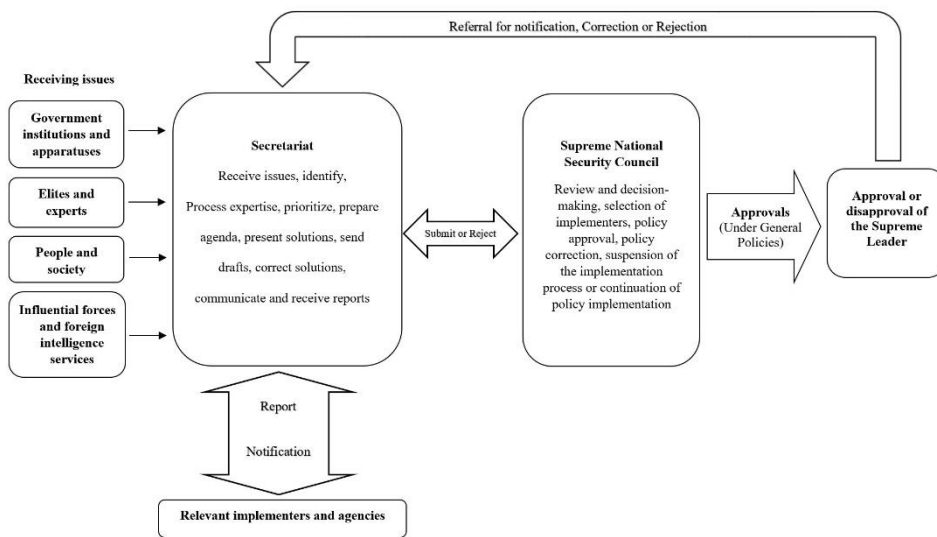 Referral for notification, Correction or Rejection
Receiving issues
Government
institutions and
apparatuses
Elites and
experts
People and
society
Influential forces
and foreign
intelligence
services
Secretariat
Receive issues, identify,
Process expertise, prioritize, prepare
agenda, present solutions, send
drafts, correct solutions,
communicate and receive reports
Submit or Reject
Supreme National
Security Council
Review and decision-
making, selection of
implementers, policy
approval, policy
correction, suspension of
the implementation
process or continuation of
policy implementation
Approvals
(Under General
Policies)
Approval or
disapproval of
the Supreme
Leader
Report
Notification
Relevant implementers and agencies